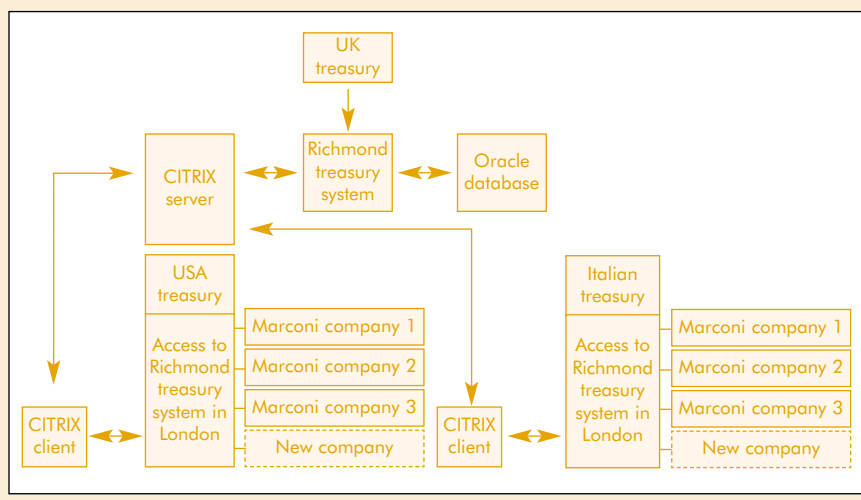 UK
treasury
CITRIX
server
Richmond
treasury
system
Oracle
database
USA
treasury
Access to
Richmond
treasury
system in
London
Marconi company 1
Marconi company 2
Marconi company 3
New company
CITRIX
client
CITRIX
client
Italian
treasury
Access to
Richmond
treasury
system in
London
Marconi company 1
Marconi company 2
Marconi company 3
New company